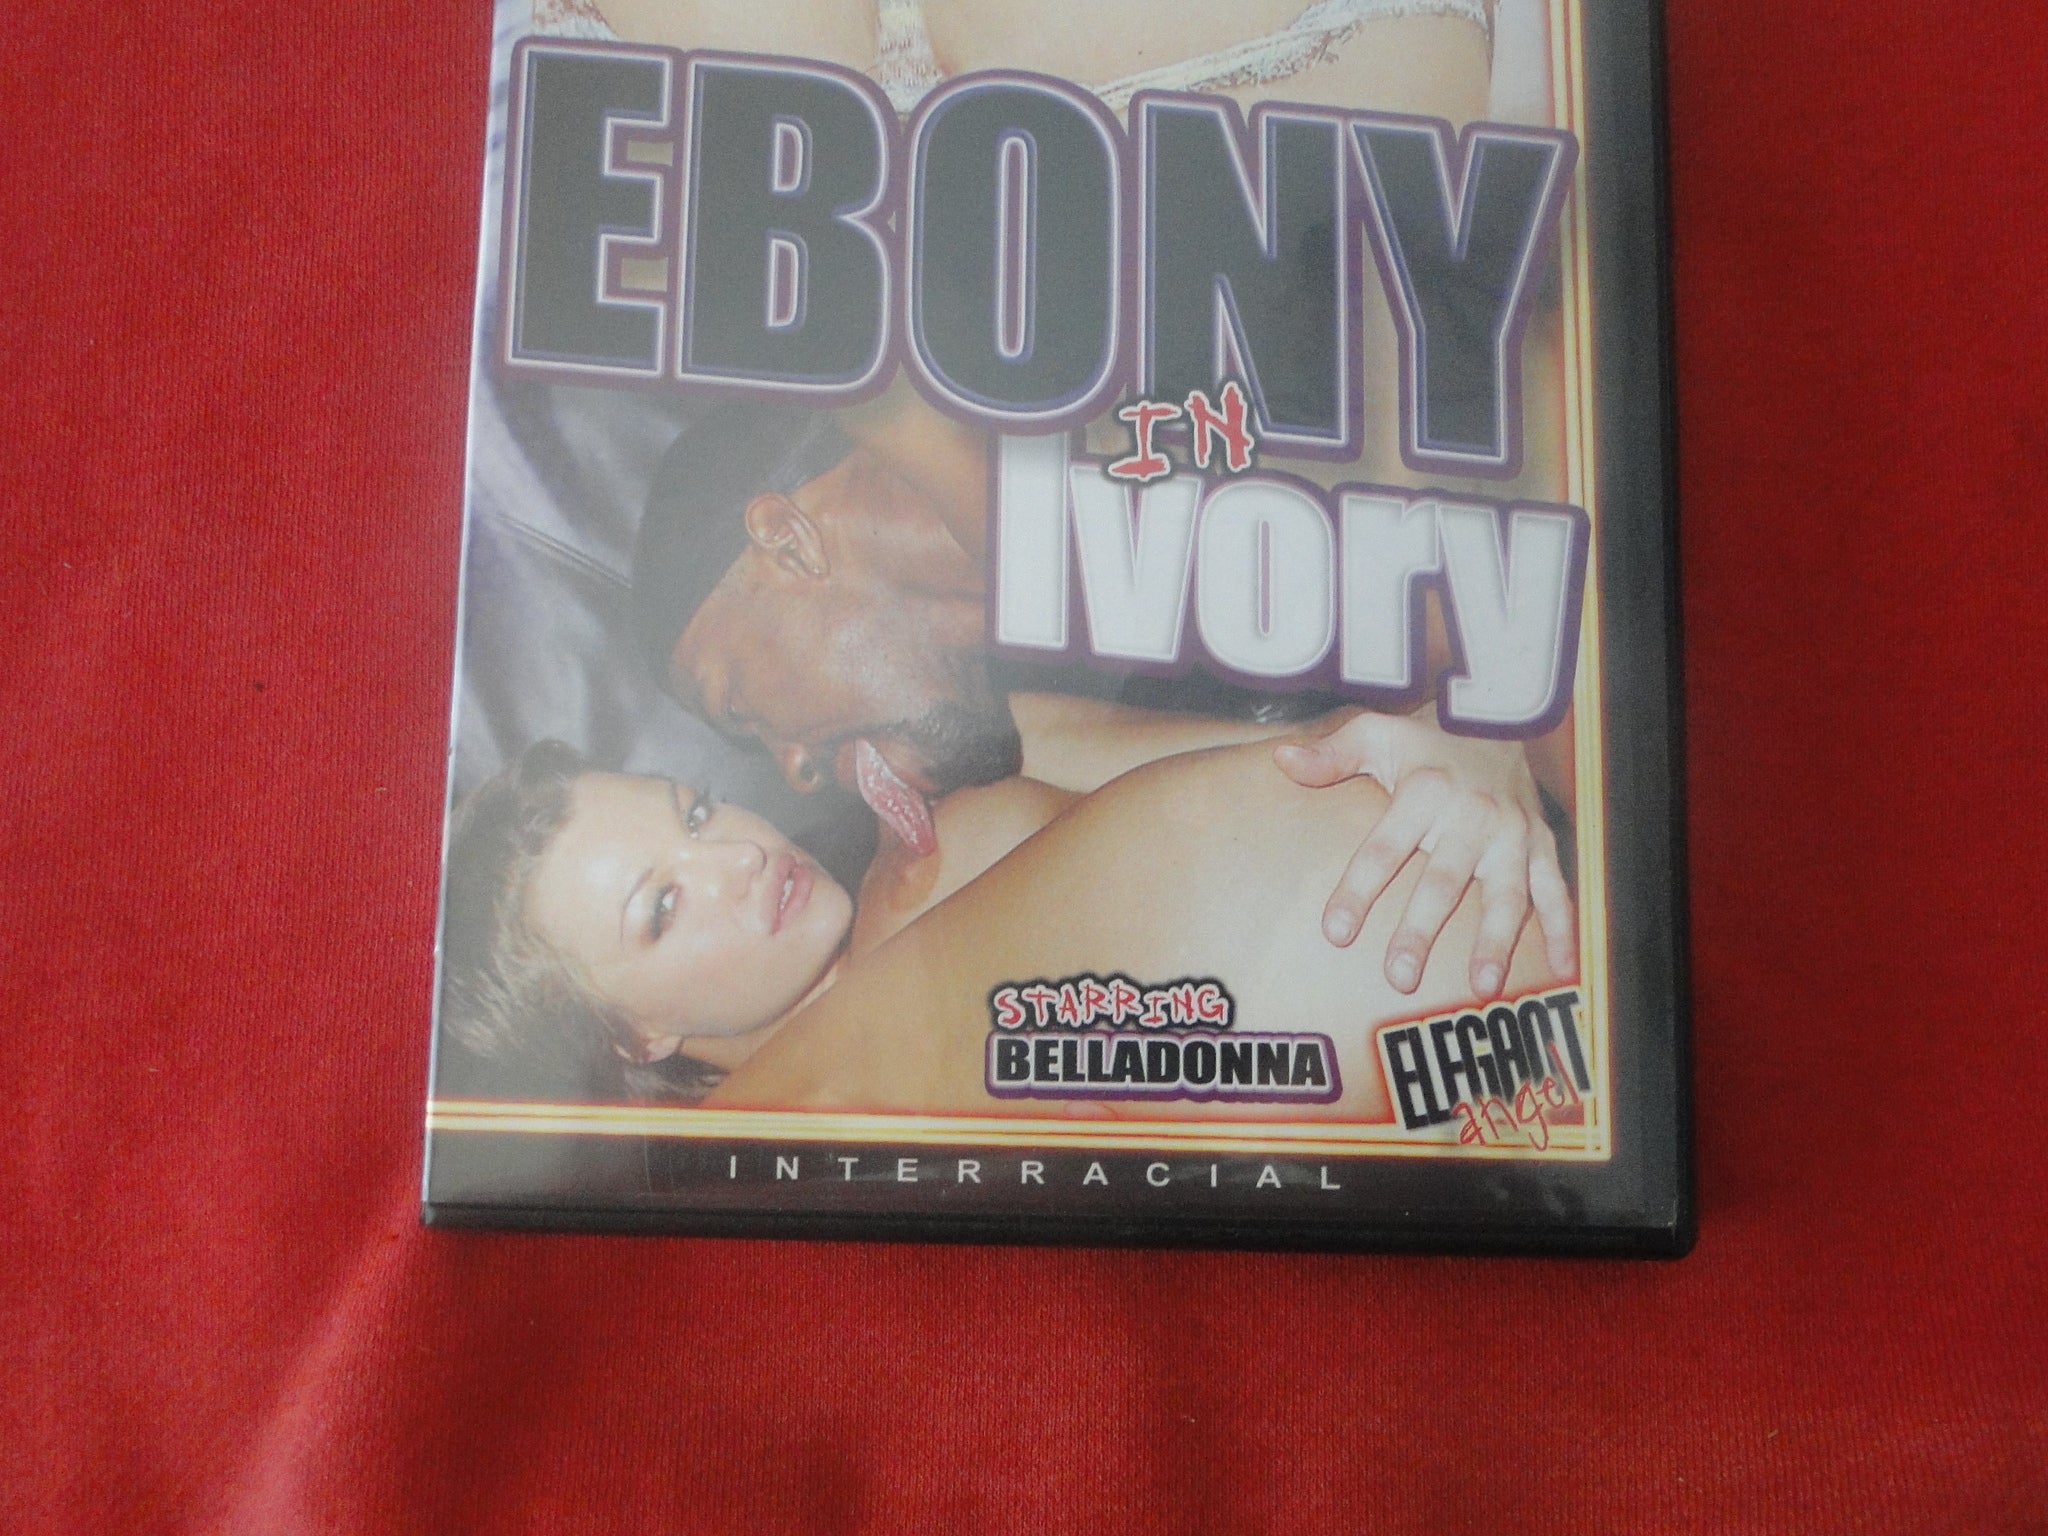 EBONY
IN
Ivory
STARRING
BELLADONNA
ELEGANT
angel
INTERRACIAL